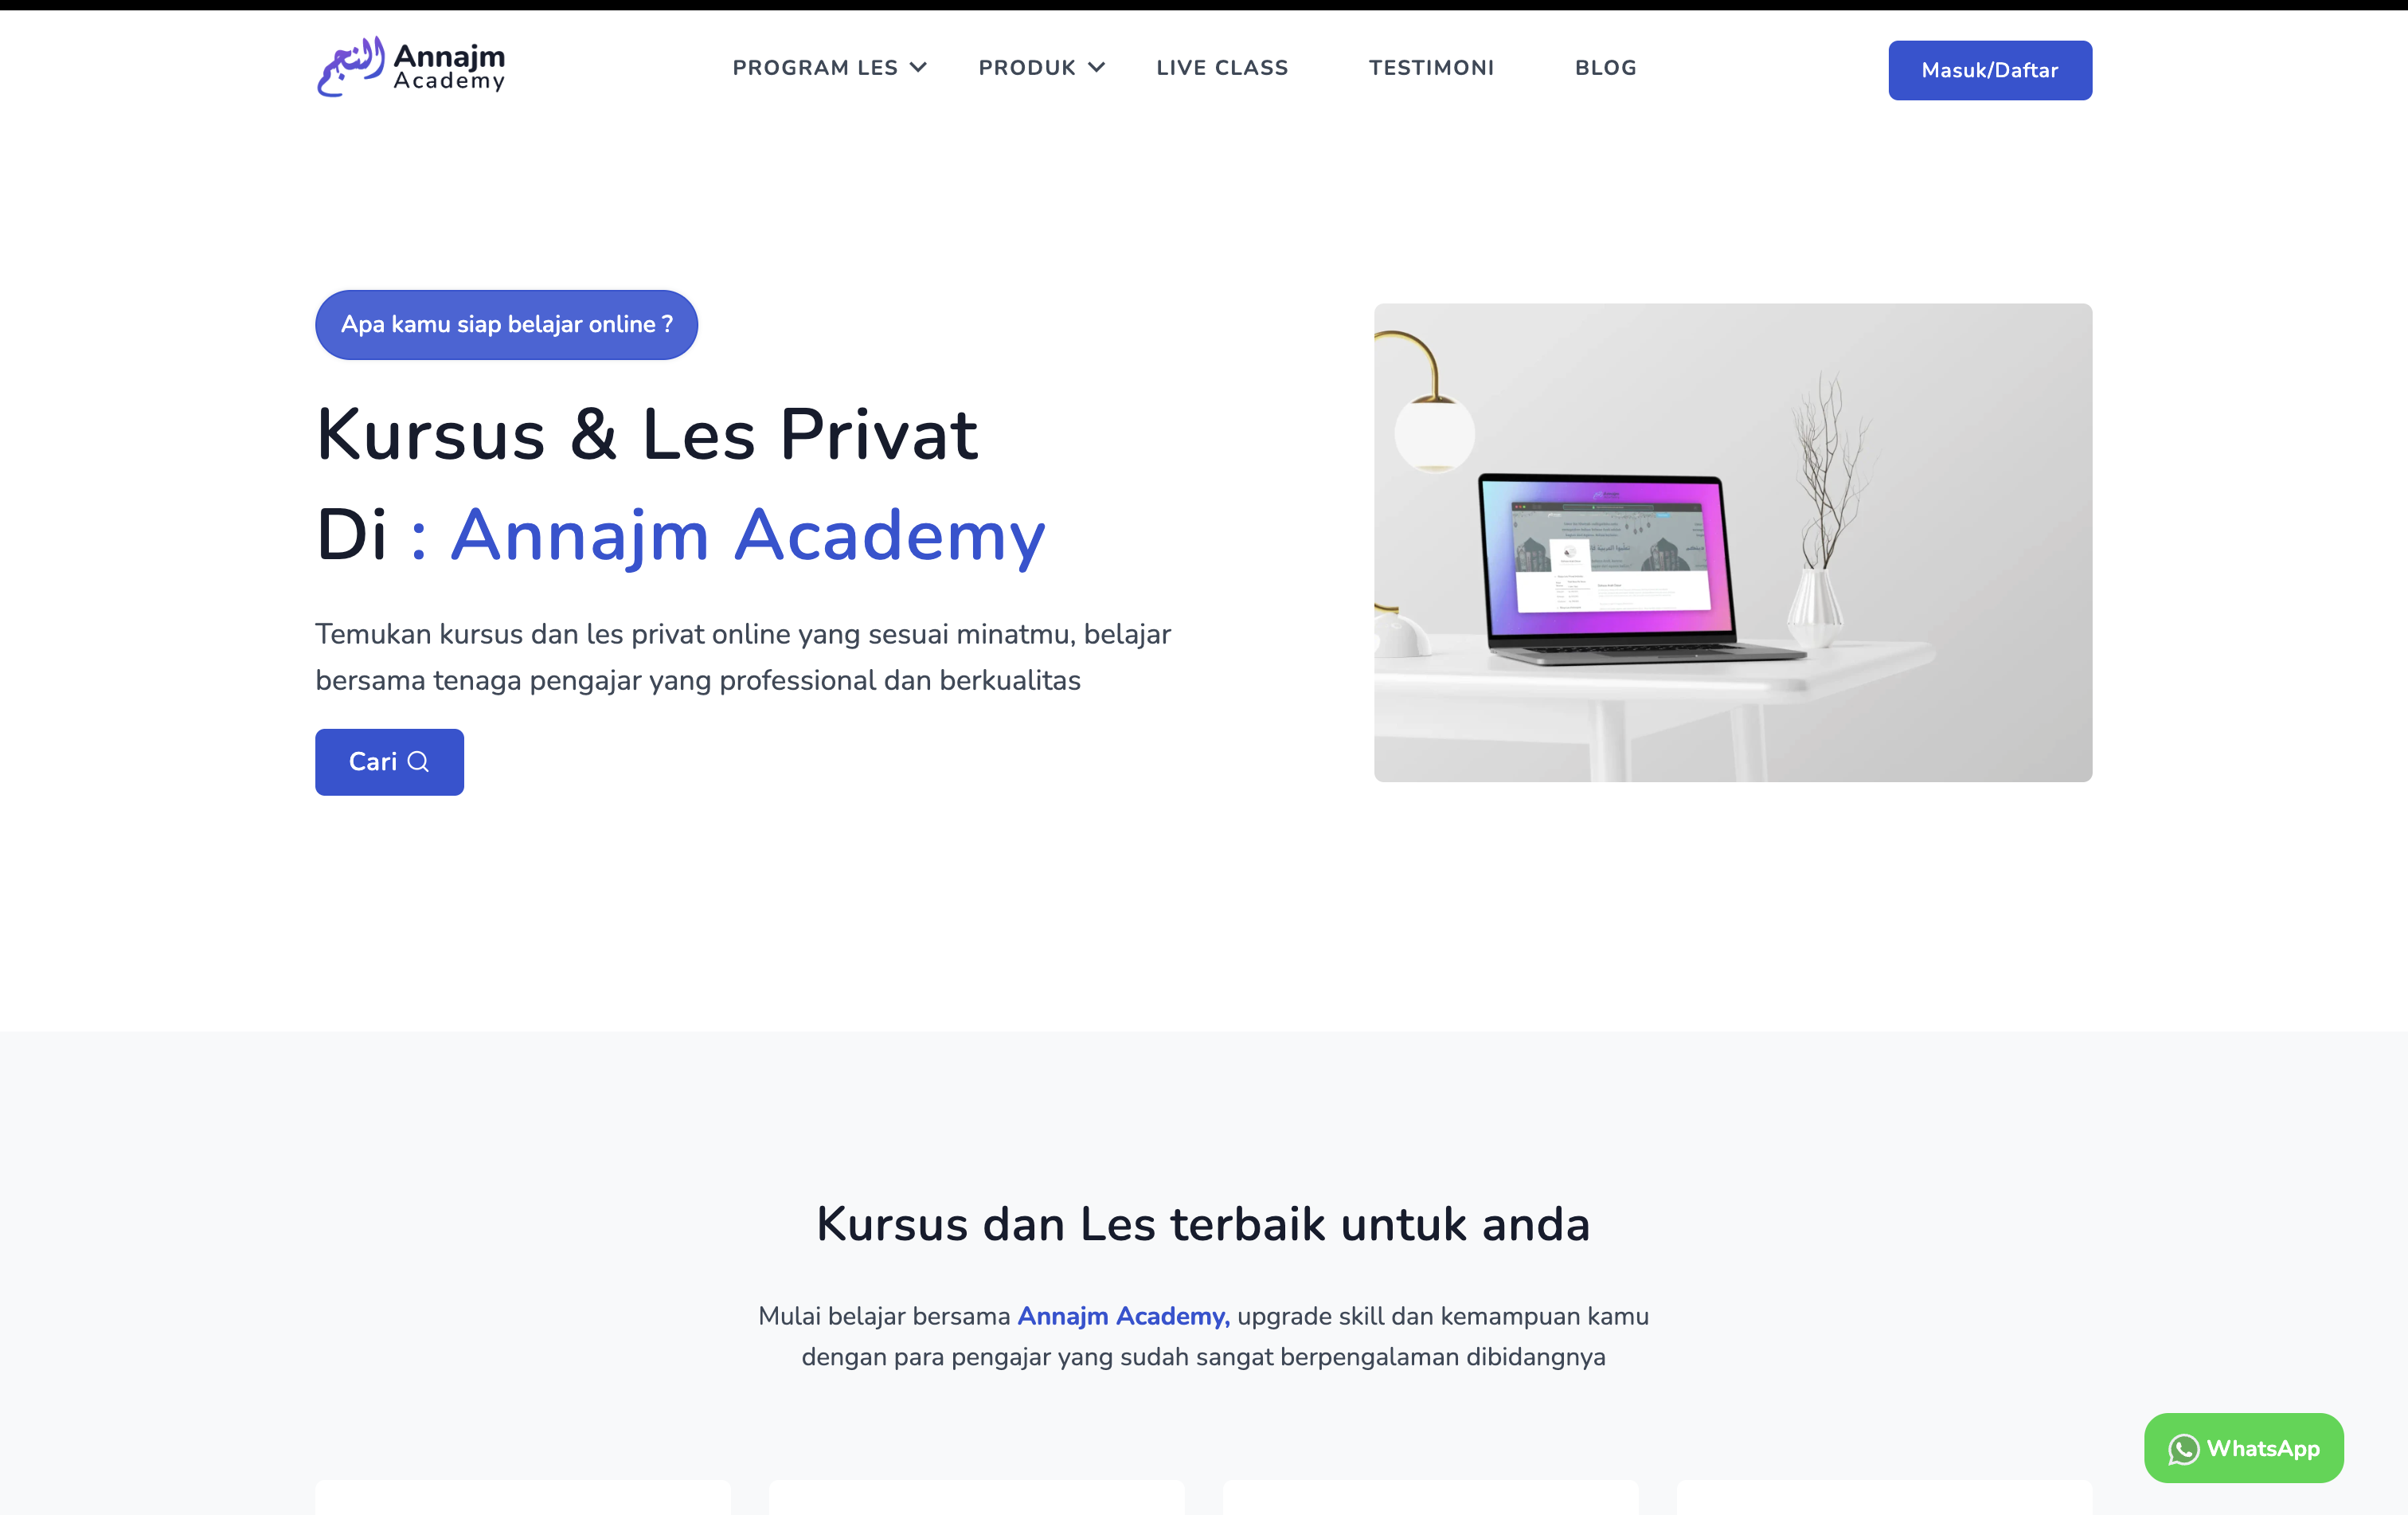 النجم
Annajm
Academy
PROGRAM LES
PRODUK
LIVE CLASS
TESTIMONI
BLOG
Masuk/Daftar
Apa kamu siap belajar online ?
Kursus & Les Privat
Di : Annajm Academy
Temukan kursus dan les privat online yang sesuai minatmu, belajar
bersama tenaga pengajar yang professional dan berkualitas
Cari
Kursus dan Les terbaik untuk anda
Mulai belajar bersama Annajm Academy, upgrade skill dan kemampuan kamu
dengan para pengajar yang sudah sangat berpengalaman dibidangnya
WhatsApp